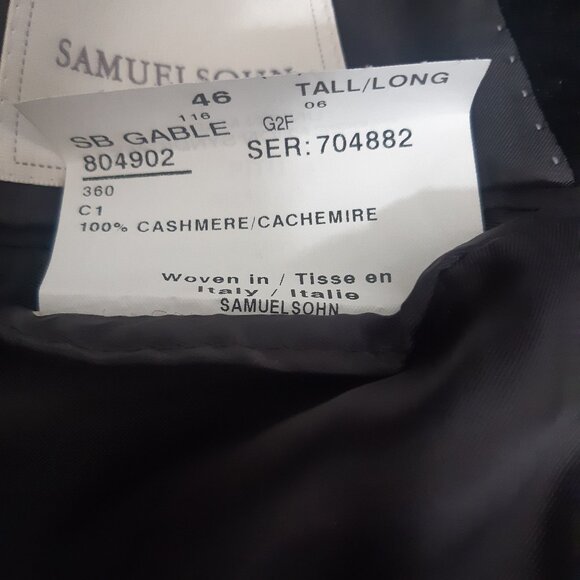 SAMUELSOHN
46 TALL/LONG
116 06
SB GABLE G2F
804902 SER: 704882
360
C1
100% CASHMERE/CACHEMIRE
Woven in / Tisse en
Italy / Italie
SAMUELSOHN